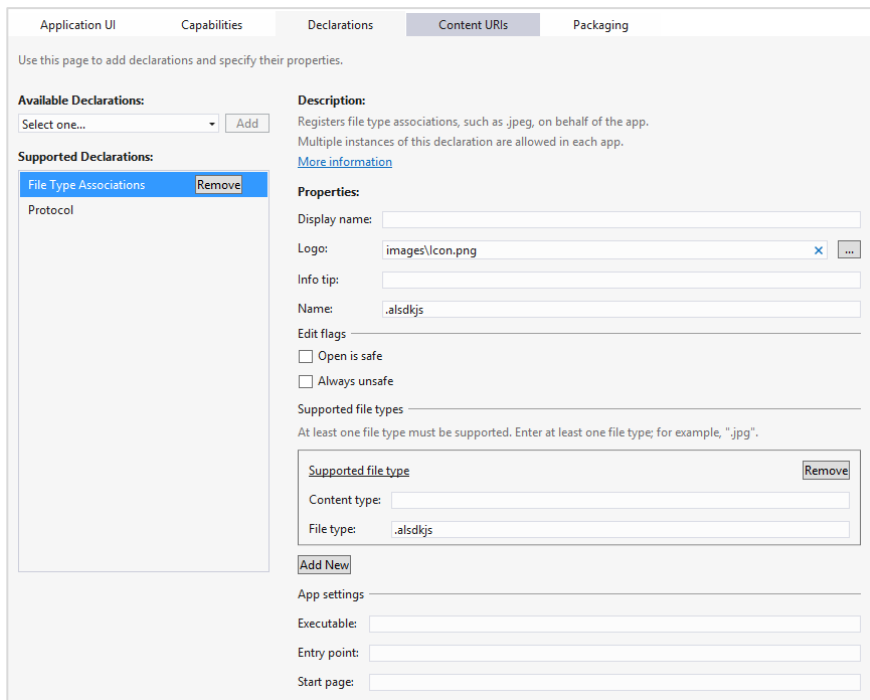 Application UI
Capabilities
Declarations
Content URIs
Packaging
Use this page to add declarations and specify their properties.
Available Declarations:
Select one...
Add
Supported Declarations:
File Type Associations
Remove
Protocol
Description:
Registers file type associations, such as .jpeg, on behalf of the app.
Multiple instances of this declaration are allowed in each app.
More information
Properties:
Display name:
Logo: images\Icon.png
...
Info tip:
Name: .alsdkjs
Edit flags
Open is safe
Always unsafe
Supported file types
At least one file type must be supported. Enter at least one file type; for example, ".jpg".
Supported file type
Remove
Content type:
File type: .alsdkjs
Add New
App settings
Executable:
Entry point:
Start page: